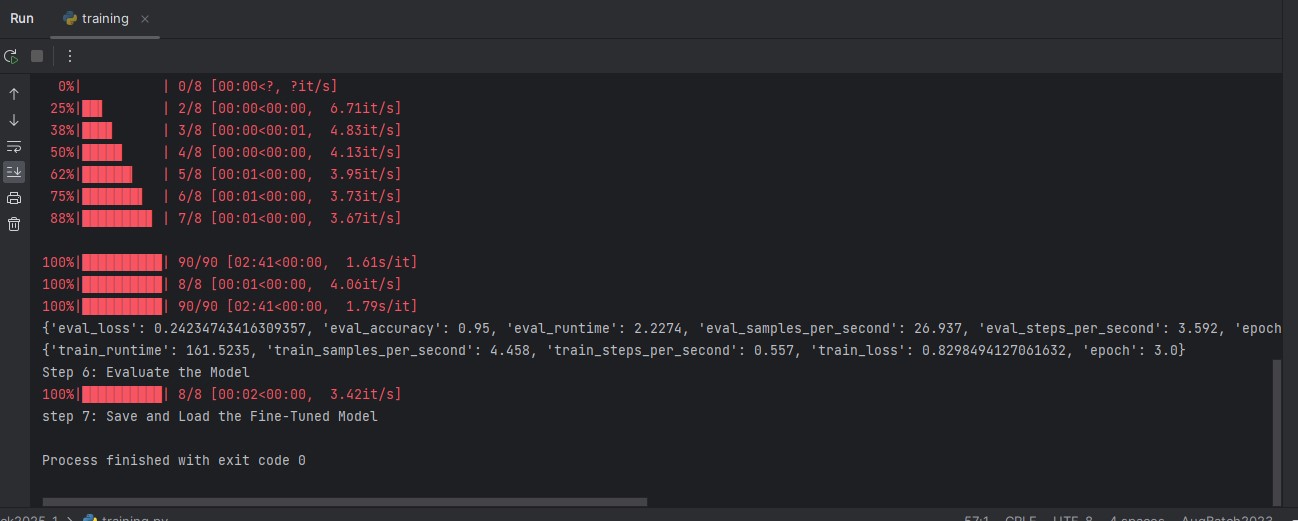 Run training
0%| | 0/8 [00:00<?, ?it/s]
25%|██ | 2/8 [00:00<00:00, 6.71it/s]
38%|███ | 3/8 [00:00<00:01, 4.83it/s]
50%|█████ | 4/8 [00:00<00:00, 4.13it/s]
62%|██████ | 5/8 [00:01<00:00, 3.95it/s]
75%|███████ | 6/8 [00:01<00:00, 3.73it/s]
88%|████████ | 7/8 [00:01<00:00, 3.67it/s]
100%|██████████| 90/90 [02:41<00:00, 1.61s/it]
100%|██████████| 8/8 [00:01<00:00, 4.06it/s]
100%|██████████| 90/90 [02:41<00:00, 1.79s/it]
{'eval_loss': 0.24234743416309357, 'eval_accuracy': 0.95, 'eval_runtime': 2.2274, 'eval_samples_per_second': 26.937, 'eval_steps_per_second': 3.592, 'epoch
{'train_runtime': 161.5235, 'train_samples_per_second': 4.458, 'train_steps_per_second': 0.557, 'train_loss': 0.8298494127061632, 'epoch': 3.0}
Step 6: Evaluate the Model
100%|██████████| 8/8 [00:02<00:00, 3.42it/s]
step 7: Save and Load the Fine-Tuned Model
Process finished with exit code 0
training.py 57:1 CRLF UTF-8 4 spaces